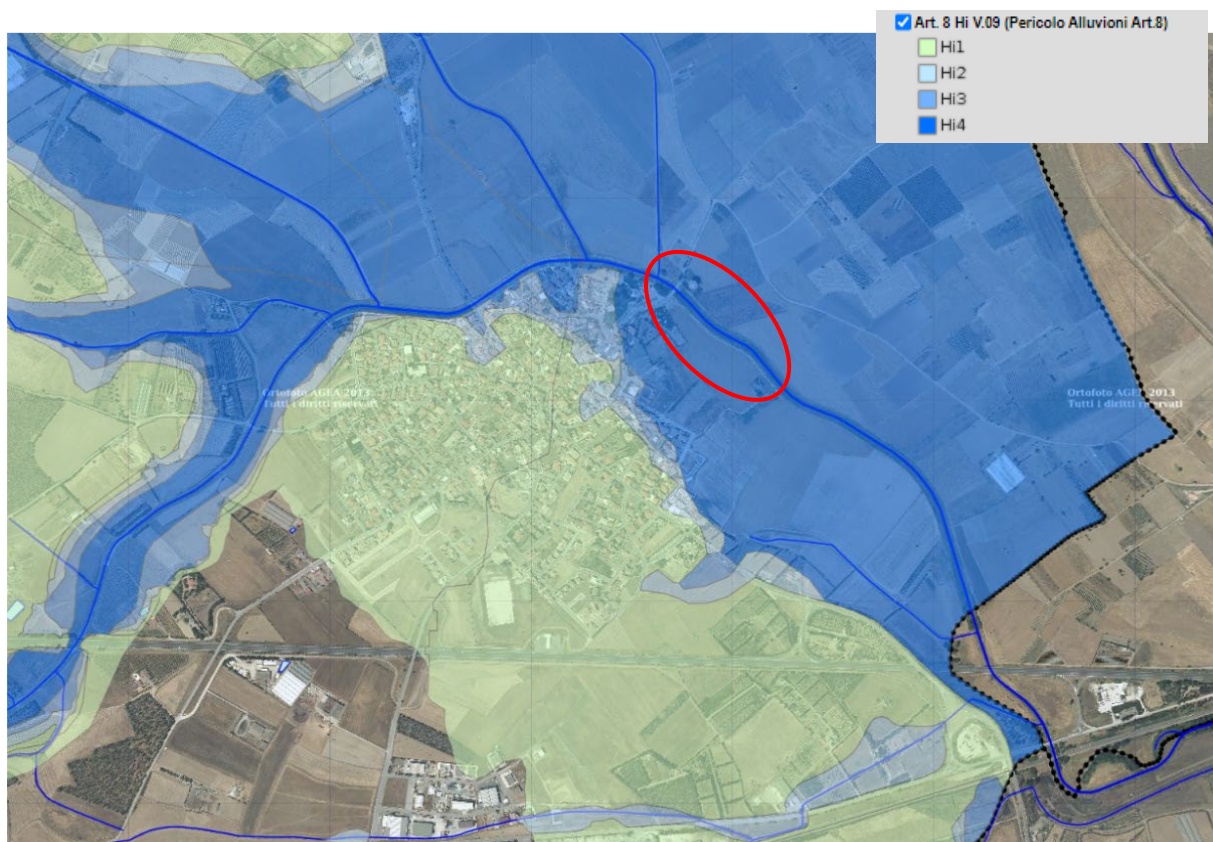 Art. 8 Hi V.09 (Pericolo Alluvioni Art.8)
Hi1
Hi2
Hi3
Hi4
Ortofoto AGEA 2013
Tutti i diritti riservati
Ortofoto AGEA 2013
Tutti i diritti riservati